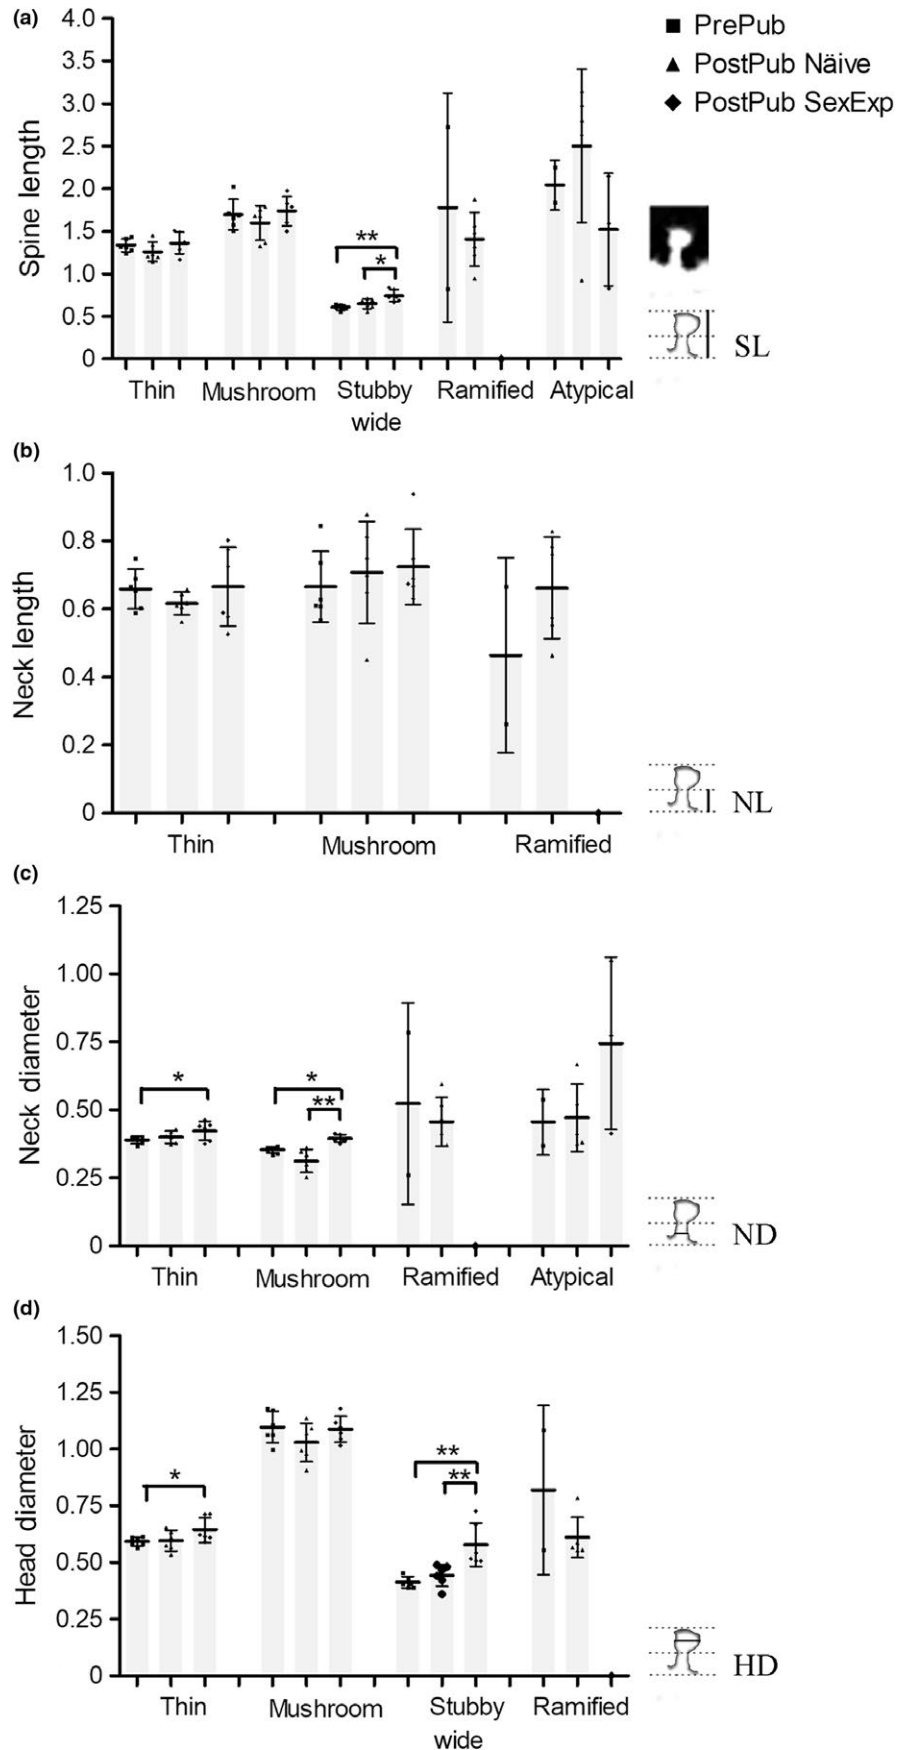 (a)
Spine length
4.0
3.5
3.0
2.5
2.0
1.5
1.0
0.5
0
** 
*
Thin Mushroom Stubby wide Ramified Atypical
PrePub
PostPub Näive
PostPub SexExp
SL
(b)
Neck length
1.0
0.8
0.6
0.4
0.2
0
Thin Mushroom Ramified
NL
(c)
Neck diameter
1.25
1.00
0.75
0.50
0.25
0
* *
**
Thin Mushroom Ramified Atypical
ND
(d)
Head diameter
1.50
1.25
1.00
0.75
0.50
0.25
0
*
**
**
Thin Mushroom Stubby wide Ramified
HD